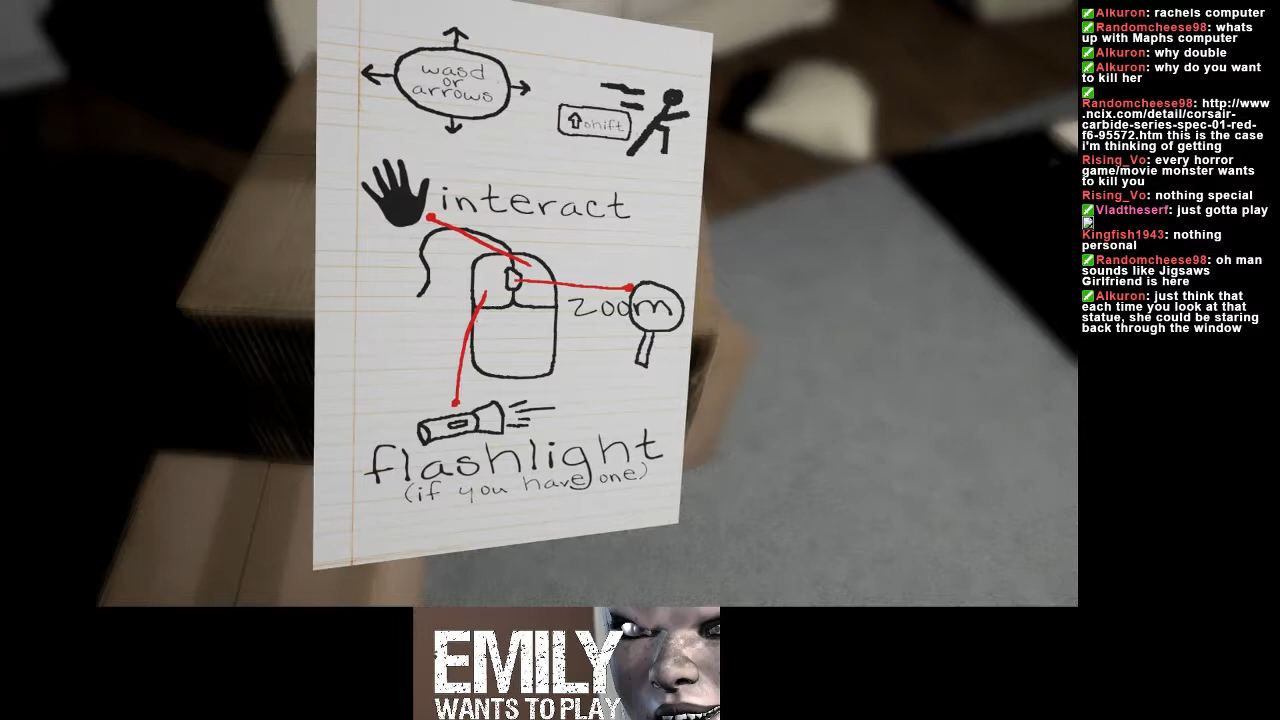 wasd
or
arrows
shift
interact
zoom
flashlight
(if you have one)
EMILY
WANTS TO PLAY
Alkuron: rachels computer
Randomcheese98: whats
up with Maphs computer
Alkuron: why double
Alkuron: why do you want
to kill her
Randomcheese98: http://www
.ncix.com/detail/corsair-
carbide-series-spec-01-red-
f6-95572.htm this is the case
i'm thinking of getting
Rising_Vo: every horror
game/movie monster wants
to kill you
Rising_Vo: nothing special
Vladtheserf: just gotta play
Kingfish1943: nothing
personal
Randomcheese98: oh man
sounds like Jigsaws
Girlfriend is here
Alkuron: just think that
each time you look at that
statue, she could be staring
back through the window